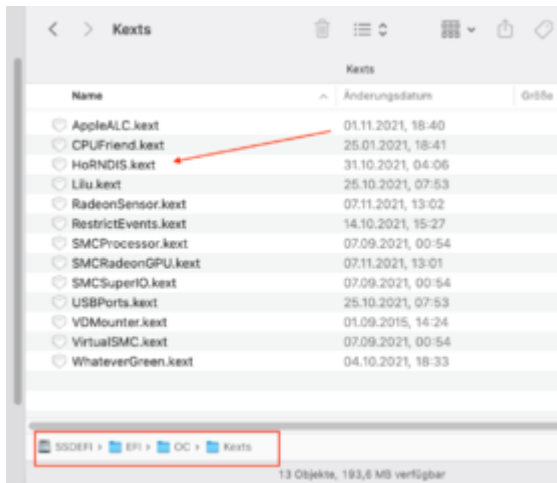 Kexts
Kexts
Name Änderungsdatum Größe
AppleALC.kext 01.11.2021, 18:40
CPUFriend.kext 25.01.2021, 18:41
HoRNDIS.kext 31.10.2021, 04:06
Lilu.kext 25.10.2021, 07:53
RadeonSensor.kext 07.11.2021, 13:02
RestrictEvents.kext 14.10.2021, 15:27
SMCProcessor.kext 07.09.2021, 00:54
SMCRadeonGPU.kext 07.11.2021, 13:01
SMCSuperIO.kext 07.09.2021, 00:54
USBPorts.kext 25.10.2021, 07:53
VDMounter.kext 01.09.2015, 14:24
VirtualSMC.kext 07.09.2021, 00:54
WhateverGreen.kext 04.10.2021, 18:33
SSDEFI › EFI › OC › Kexts
13 Objekte, 193,6 MB verfügbar